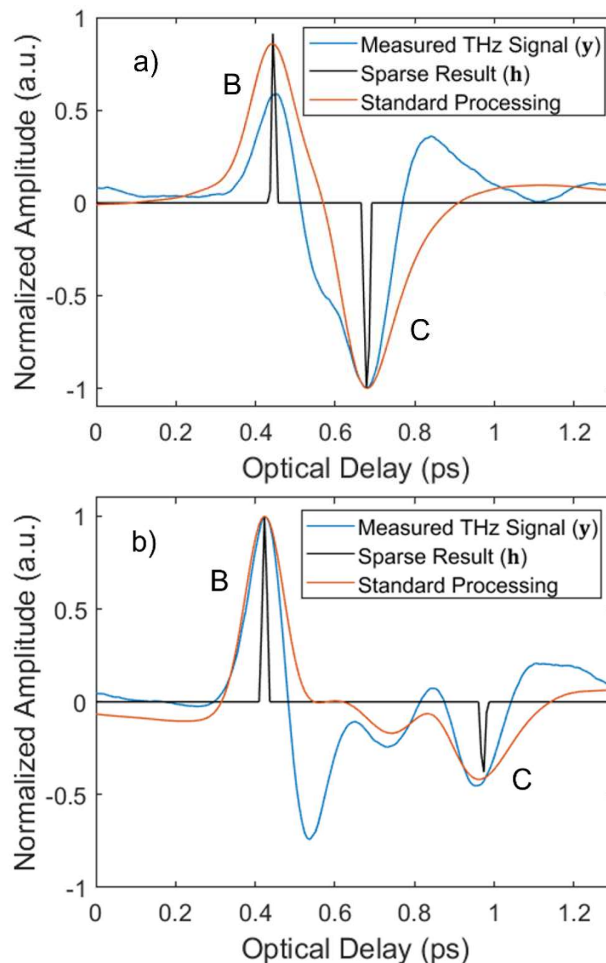 a)
B
C
Measured THz Signal (y)
Sparse Result (h)
Standard Processing
Normalized Amplitude (a.u.)
1
0.5
0
-0.5
-1
0 0.2 0.4 0.6 0.8 1 1.2
Optical Delay (ps)
b)
B
C
Measured THz Signal (y)
Sparse Result (h)
Standard Processing
Normalized Amplitude (a.u.)
1
0.5
0
-0.5
-1
0 0.2 0.4 0.6 0.8 1 1.2
Optical Delay (ps)